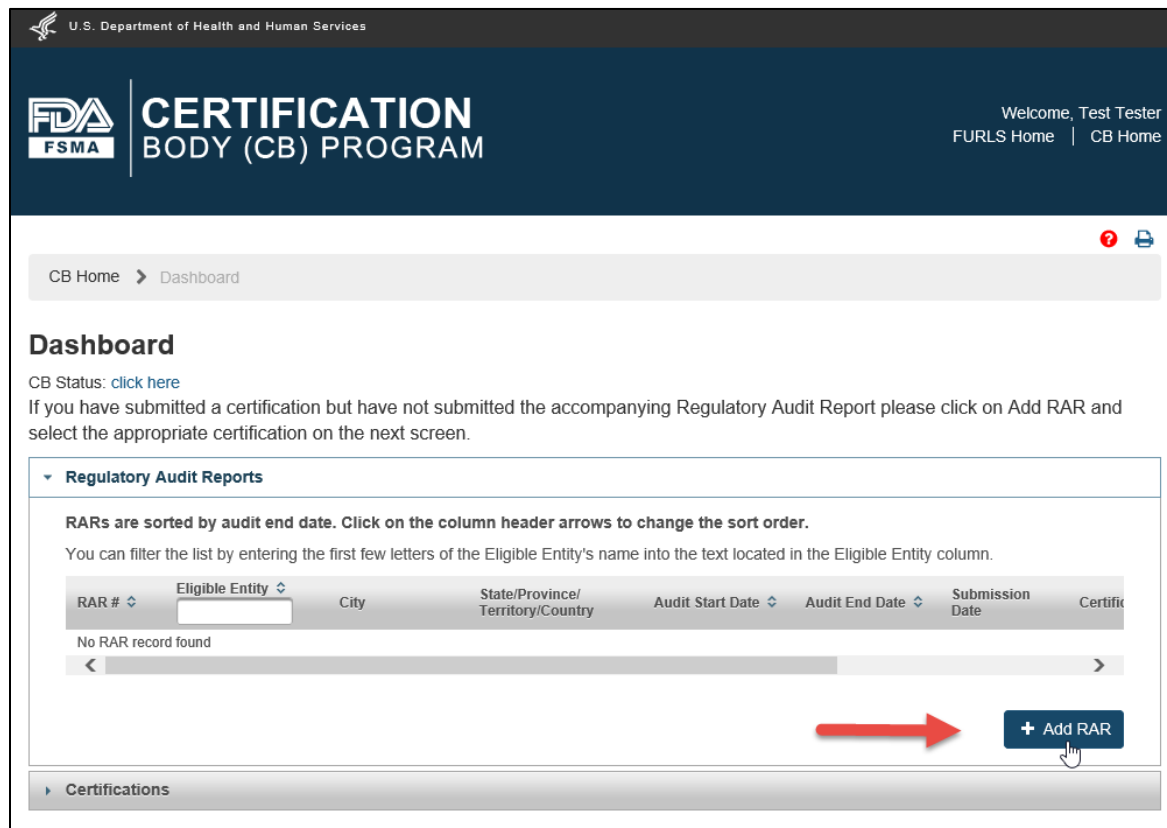 U.S. Department of Health and Human Services
FDA
FSMA
CERTIFICATION
BODY (CB) PROGRAM
Welcome, Test Tester
FURLS Home | CB Home
?
CB Home > Dashboard
Dashboard
CB Status: click here
If you have submitted a certification but have not submitted the accompanying Regulatory Audit Report please click on Add RAR and
select the appropriate certification on the next screen.
Regulatory Audit Reports
RARs are sorted by audit end date. Click on the column header arrows to change the sort order.
You can filter the list by entering the first few letters of the Eligible Entity's name into the text located in the Eligible Entity column.
RAR # Eligible Entity City State/Province/ Territory/Country Audit Start Date Audit End Date Submission Date Certific
No RAR record found
+ Add RAR
Certifications